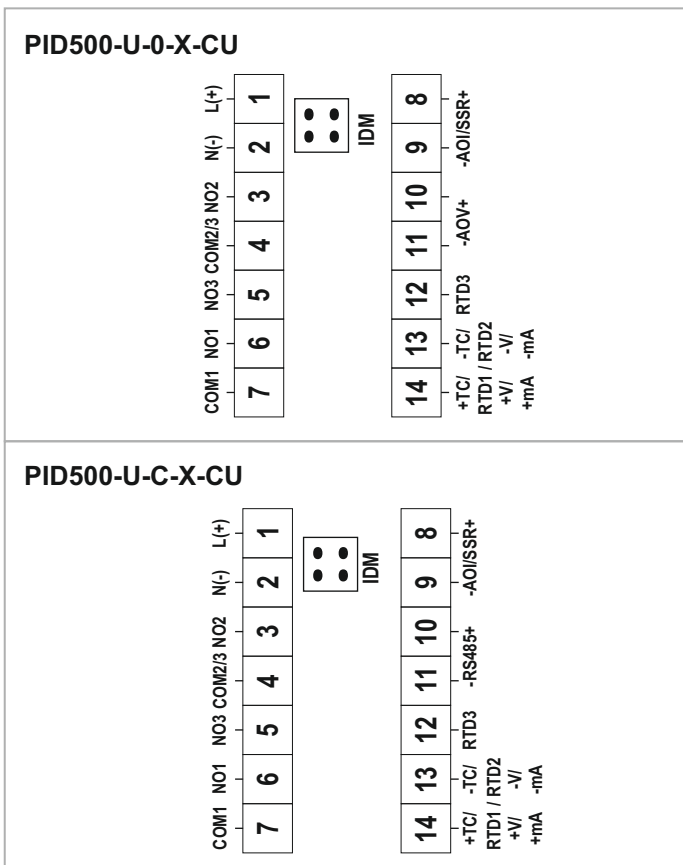 PID500-U-0-X-CU
L(+) 1
N(-) 2
NO2 3
COM2/3 4
NO3 5
NO1 6
COM1 7
IDM
8
9
-AOI/SSR+
10
11
-AOV+
12 RTD3
13 -TC/ RTD2 -V/ -mA
14 +TC/ RTD1 / +V/ +mA
PID500-U-C-X-CU
L(+) 1
N(-) 2
NO2 3
COM2/3 4
NO3 5
NO1 6
COM1 7
IDM
8
9
-AOI/SSR+
10
11
-RS485+
12 RTD3
13 -TC/ RTD2 -V/ -mA
14 +TC/ RTD1 / +V/ +mA